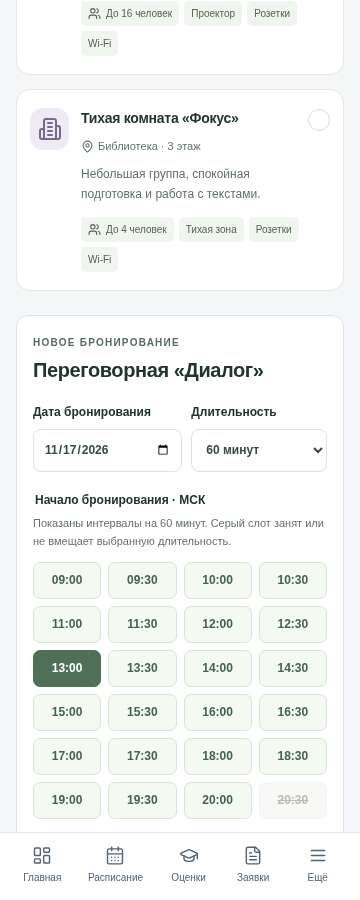 До 16 человек Проектор Розетки
Wi-Fi
Тихая комната «Фокус»
Библиотека · 3 этаж
Небольшая группа, спокойная
подготовка и работа с текстами.
До 4 человек Тихая зона Розетки
Wi-Fi
НОВОЕ БРОНИРОВАНИЕ
Переговорная «Диалог»
Дата бронирования Длительность
11/17/2026 60 минут
Начало бронирования · МСК
Показаны интервалы на 60 минут. Серый слот занят или
не вмещает выбранную длительность.
09:00 09:30 10:00 10:30
11:00 11:30 12:00 12:30
13:00 13:30 14:00 14:30
15:00 15:30 16:00 16:30
17:00 17:30 18:00 18:30
19:00 19:30 20:00 20:30
Главная Расписание Оценки Заявки Ещё